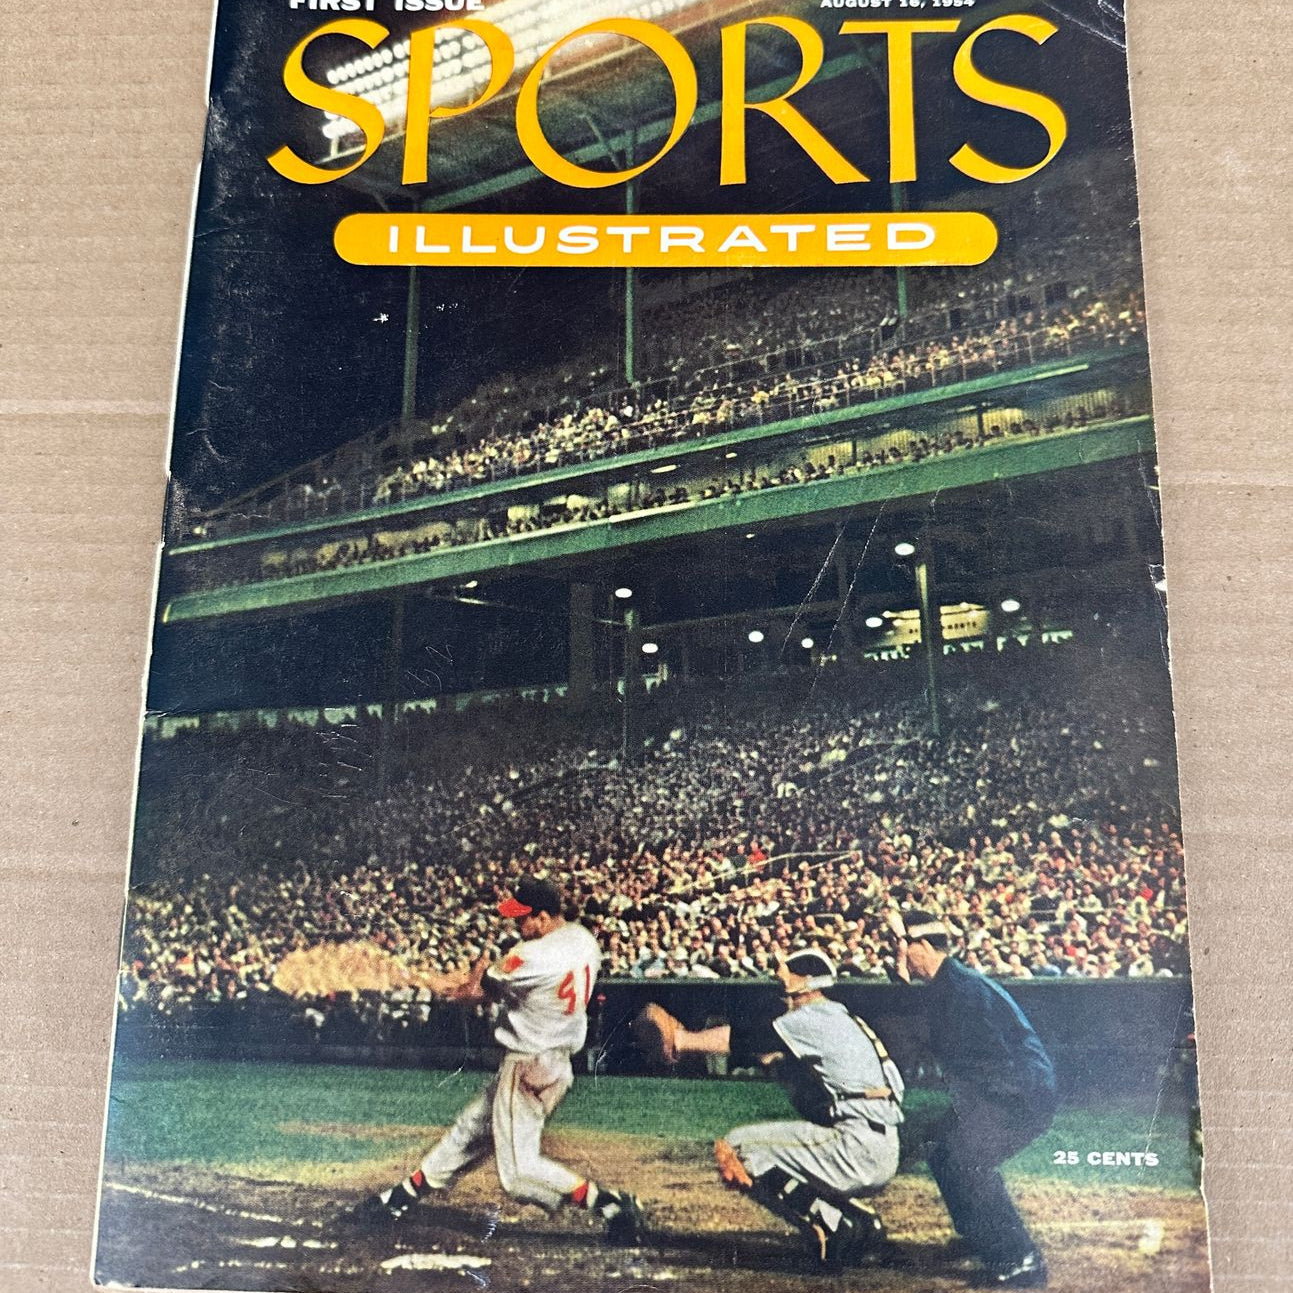 FIRST ISSUE
AUGUST 16, 1954
SPORTS
ILLUSTRATED
41
25 CENTS